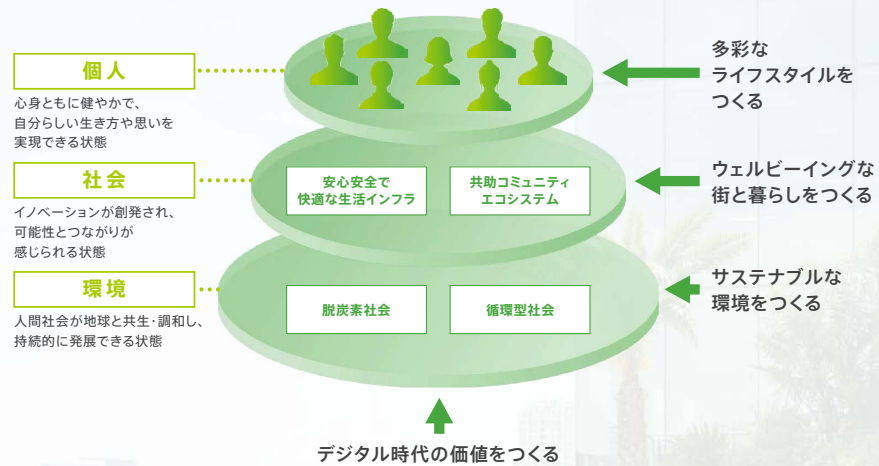 個人
心身ともに健やかで、
自分らしい生き方や思いを
実現できる状態
多彩な
ライフスタイルを
つくる
社会
イノベーションが創発され、
可能性とつながりが
感じられる状態
安心安全で
快適な生活インフラ
共助コミュニティ
エコシステム
ウェルビーイングな
街と暮らしをつくる
環境
人間社会が地球と共生・調和し、
持続的に発展できる状態
脱炭素社会
循環型社会
サステナブルな
環境をつくる
デジタル時代の価値をつくる